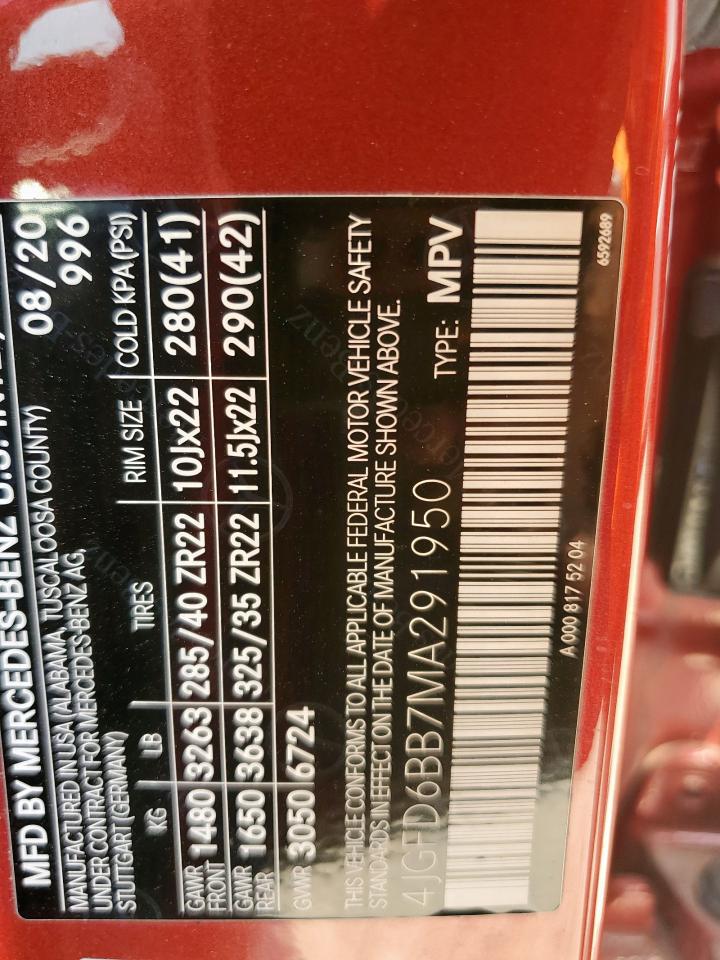 MFD BY MERCEDES-BENZ U.S. INT'L,
MANUFACTURED IN USA (ALABAMA, TUSCALOOSA COUNTY) 08/20
UNDER CONTRACT FOR MERCEDES-BENZ AG, 996
STUTTGART (GERMANY)
KG LB TIRES RIM SIZE COLD KPA (PSI)
GAWR FRONT 1480 3263 285/40 ZR22 10Jx22 280(41)
GAWR REAR 1650 3638 325/35 ZR22 11.5Jx22 290(42)
GWR 3050 6724
THIS VEHICLE CONFORMS TO ALL APPLICABLE FEDERAL MOTOR VEHICLE SAFETY
STANDARDS IN EFFECT ON THE DATE OF MANUFACTURE SHOWN ABOVE.
4JGFD6BB7MA291950 TYPE: MPV
A 000 817 52 04 6592689